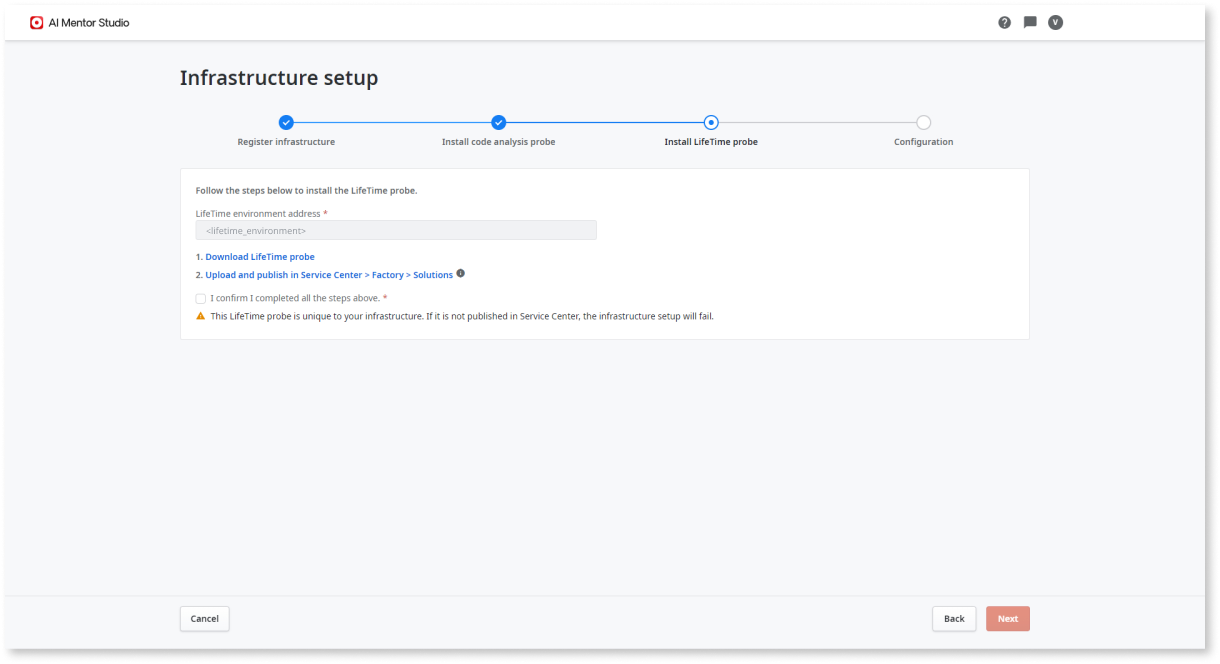 AI Mentor Studio
V
Infrastructure setup
Register infrastructure
Install code analysis probe
Install LifeTime probe
Configuration
Follow the steps below to install the LifeTime probe.
LifeTime environment address *
<lifetime_environment>
1. Download LifeTime probe
2. Upload and publish in Service Center > Factory > Solutions
I confirm I completed all the steps above. *
This LifeTime probe is unique to your infrastructure. If it is not published in Service Center, the infrastructure setup will fail.
Cancel
Back
Next